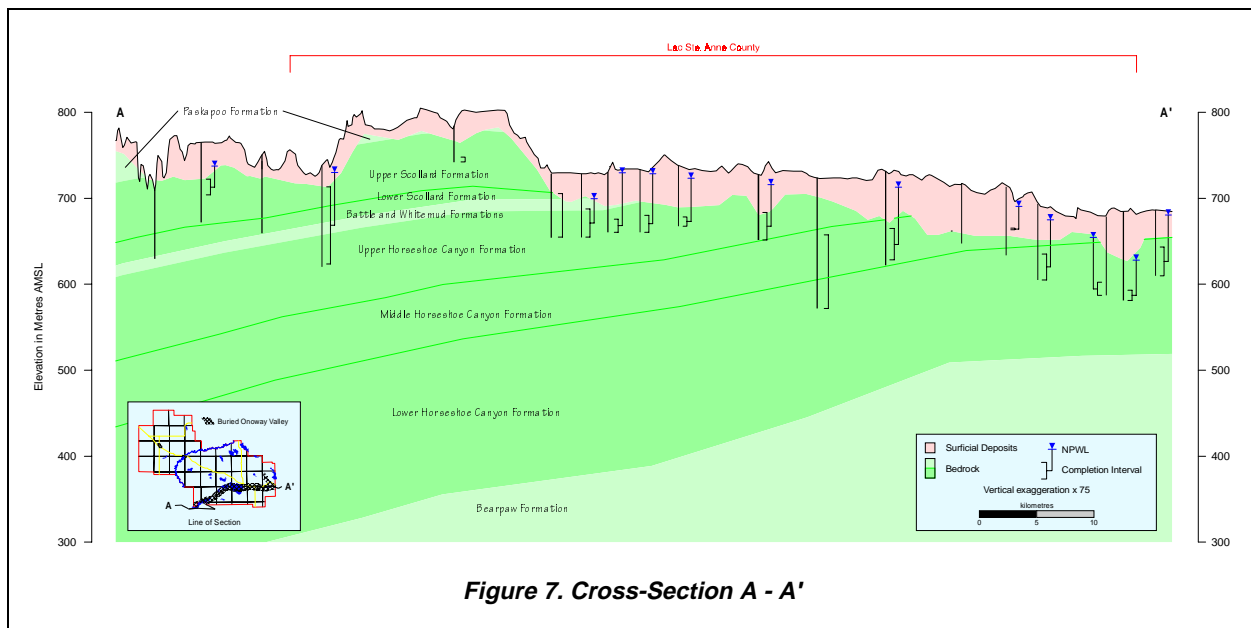 Lac Ste. Anne County
A
A'
Paskapoo Formation
800
700
600
500
400
300
Elevation in Metres AMSL
800
700
600
500
400
300
Upper Scollard Formation
Lower Scollard Formation
Battle and Whitemud Formations
Upper Horseshoe Canyon Formation
Middle Horseshoe Canyon Formation
Lower Horseshoe Canyon Formation
Bearpaw Formation
Buried Onoway Valley
A
A'
Line of Section
Surficial Deposits
NPWL
Bedrock
Completion Interval
Vertical exaggeration x 75
kilometres
0
5
10
Figure 7. Cross-Section A - A'